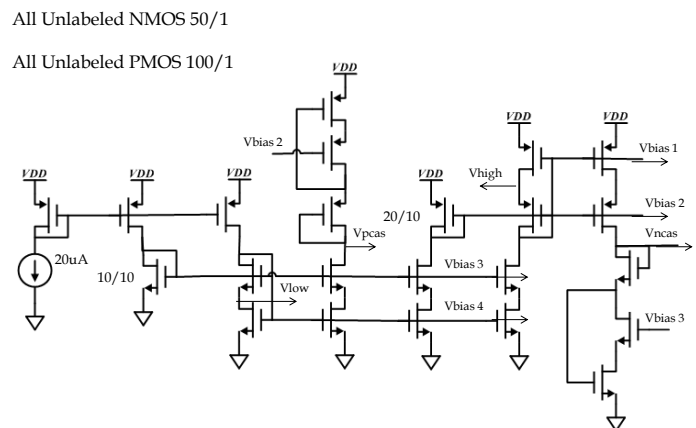 All Unlabeled NMOS 50/1
All Unlabeled PMOS 100/1
VDD
Vbias 2
VDD
VDD
Vbias 1
Vhigh
VDD
VDD
VDD
VDD
20/10
Vbias 2
Vpcas
Vncas
20uA
10/10
Vbias 3
Vlow
Vbias 4
Vbias 3